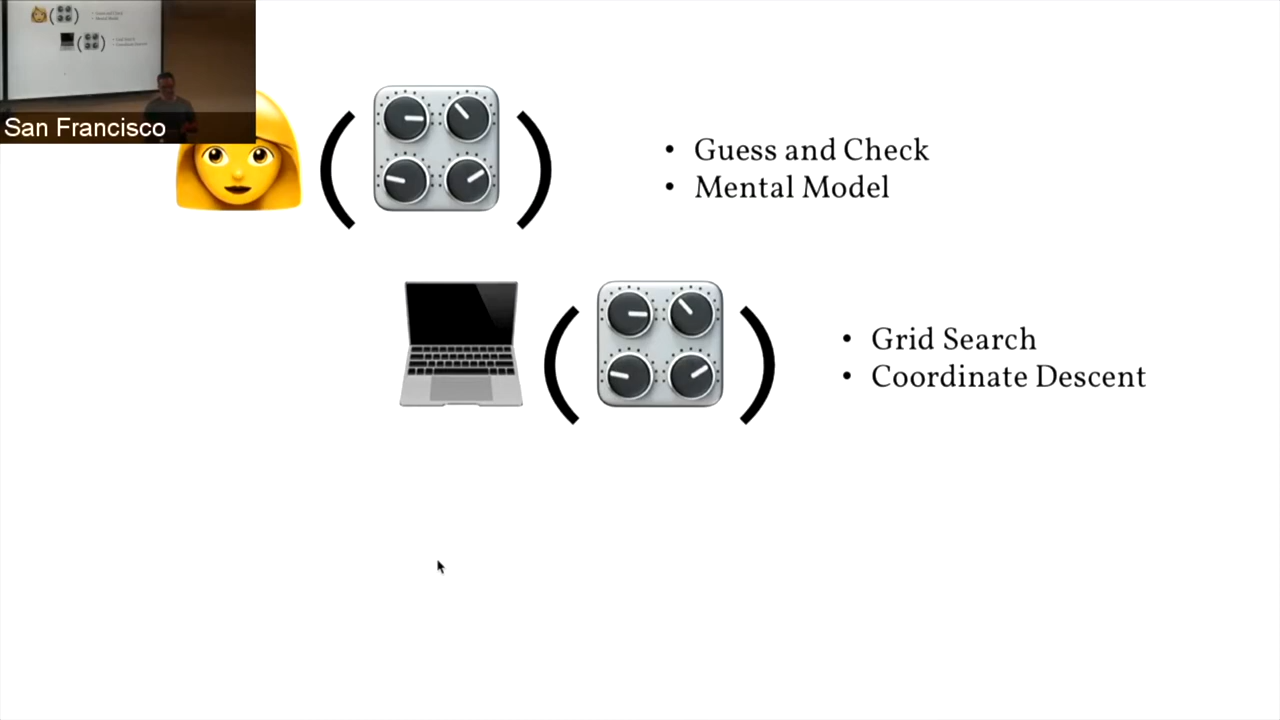 San Francisco
• Guess and Check
• Mental Model
• Grid Search
• Coordinate Descent